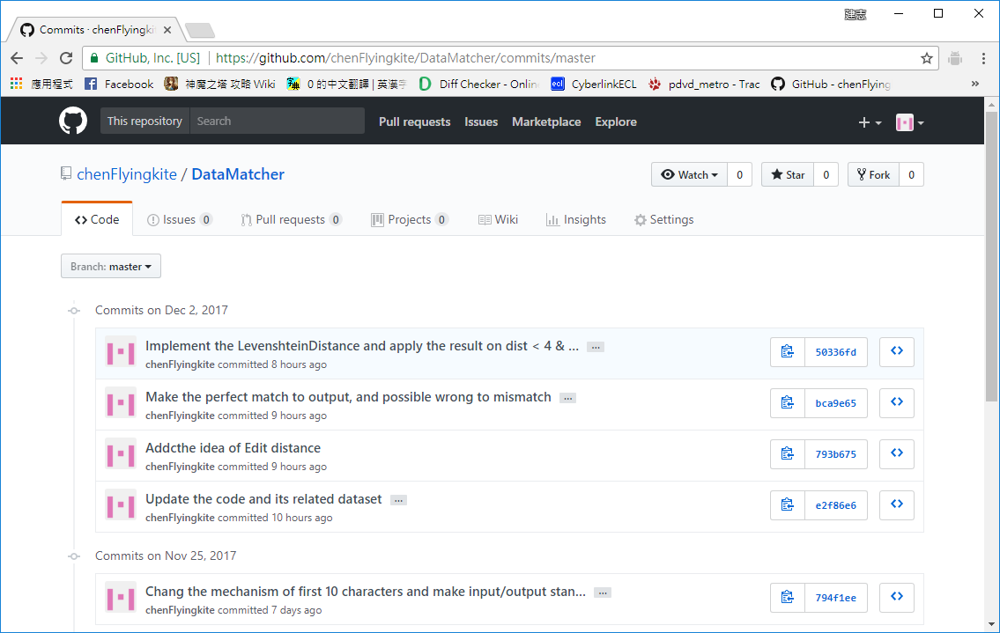 建志
Commits · chenFlyingki
GitHub, Inc. [US] | https://github.com/chenFlyingkite/DataMatcher/commits/master
應用程式 Facebook 神魔之塔 攻略 Wiki 0 的中文翻譯 | 英漢字 Diff Checker - Onlin ecl CyberlinkECL pdvd_metro - Trac GitHub - chenFlying »
This repository Search Pull requests Issues Marketplace Explore
chenFlyingkite / DataMatcher Watch 0 Star 0 Fork 0
Code Issues 0 Pull requests 0 Projects 0 Wiki Insights Settings
Branch: master
Commits on Dec 2, 2017
Implement the LevenshteinDistance and apply the result on dist < 4 & ... …
chenFlyingkite committed 8 hours ago
50336fd
Make the perfect match to output, and possible wrong to mismatch …
chenFlyingkite committed 9 hours ago
bca9e65
Addcthe idea of Edit distance
chenFlyingkite committed 9 hours ago
793b675
Update the code and its related dataset …
chenFlyingkite committed 10 hours ago
e2f86e6
Commits on Nov 25, 2017
Chang the mechanism of first 10 characters and make input/output stan... …
chenFlyingkite committed 7 days ago
794f1ee